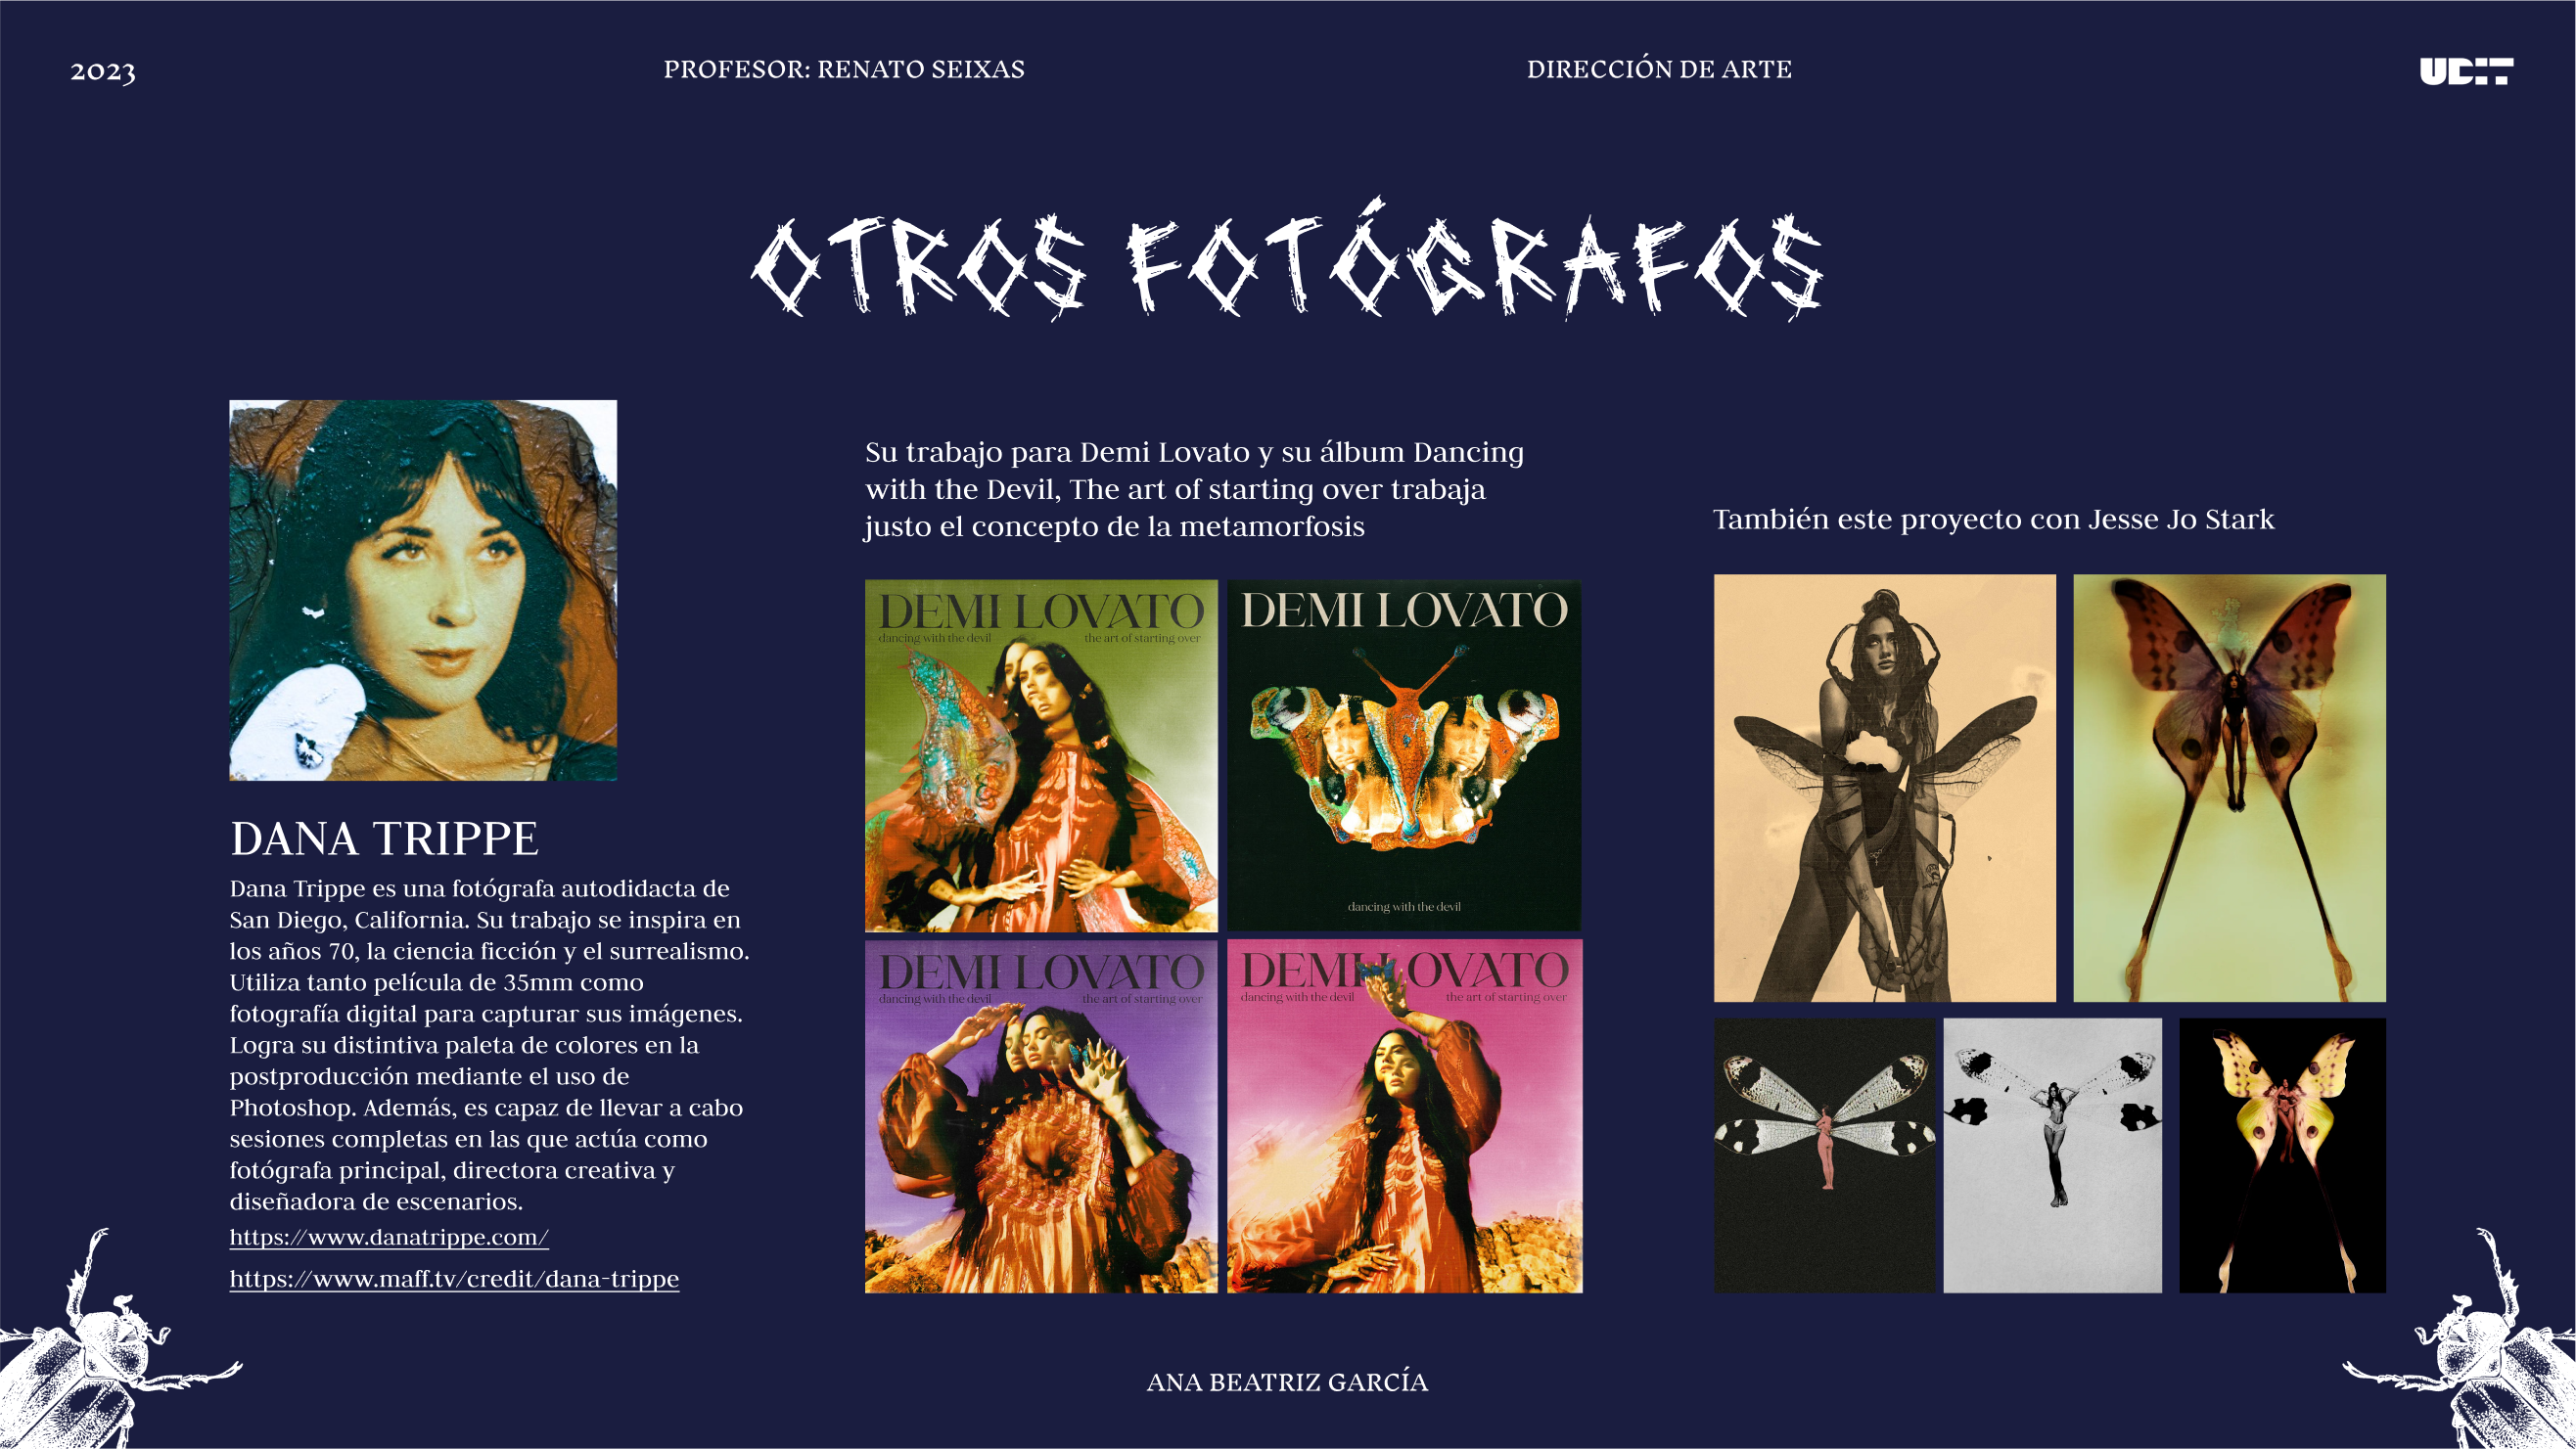 2023
PROFESOR: RENATO SEIXAS
DIRECCIÓN DE ARTE
UDIT
OTROS FOTÓGRAFOS
DANA TRIPPE
Dana Trippe es una fotógrafa autodidacta de
San Diego, California. Su trabajo se inspira en
los años 70, la ciencia ficción y el surrealismo.
Utiliza tanto película de 35mm como
fotografía digital para capturar sus imágenes.
Logra su distintiva paleta de colores en la
postproducción mediante el uso de
Photoshop. Además, es capaz de llevar a cabo
sesiones completas en las que actúa como
fotógrafa principal, directora creativa y
diseñadora de escenarios.
https://www.danatrippe.com/
https://www.maff.tv/credit/dana-trippe
Su trabajo para Demi Lovato y su álbum Dancing
with the Devil, The art of starting over trabaja
justo el concepto de la metamorfosis
DEMI LOVATO
dancing with the devil
the art of starting over
DEMI LOVATO
dancing with the devil
DEMI LOVATO
dancing with the devil
the art of starting over
DEMI LOVATO
dancing with the devil
the art of starting over
También este proyecto con Jesse Jo Stark
ANA BEATRIZ GARCÍA